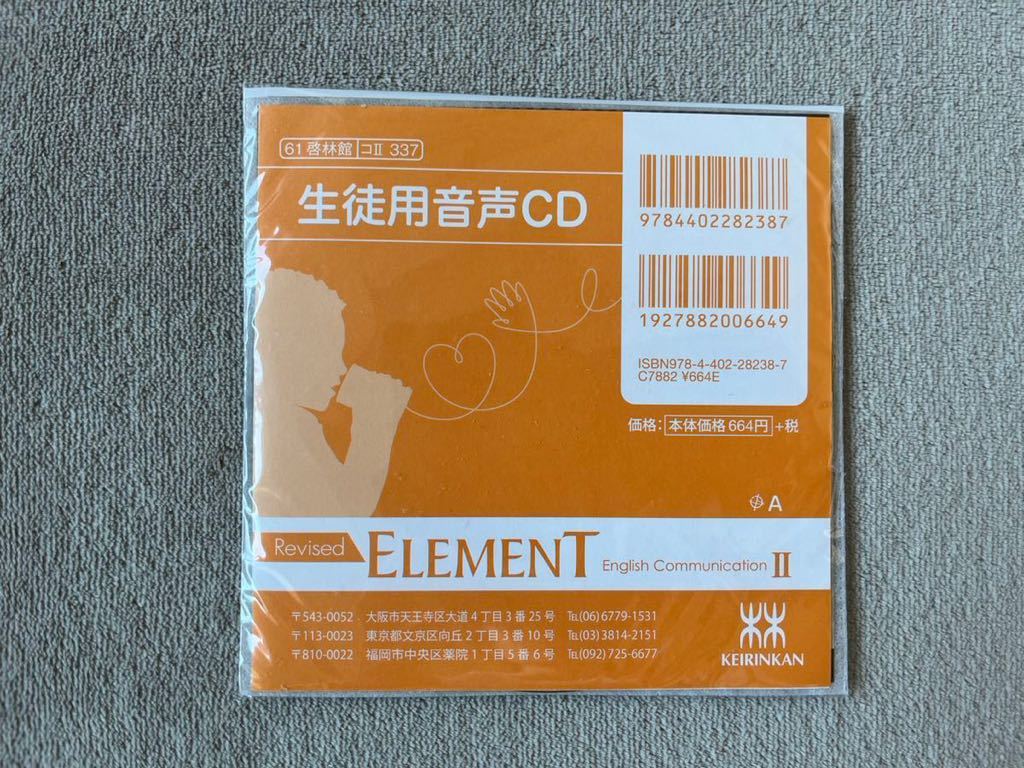 61 啓林館 コⅡ 337
生徒用音声CD
9784402282387
1927882006649
ISBN978-4-402-28238-7
C7882 ¥664E
価格: 本体価格 664円 +税
A
Revised ELEMENT English Communication Ⅱ
〒543-0052 大阪市天王寺区大道4丁目3番25号 TEL(06)6779-1531
〒113-0023 東京都文京区向丘2丁目3番10号 TEL(03)3814-2151
〒810-0022 福岡市中央区薬院1丁目5番6号 TEL(092)725-6677
KEIRINKAN